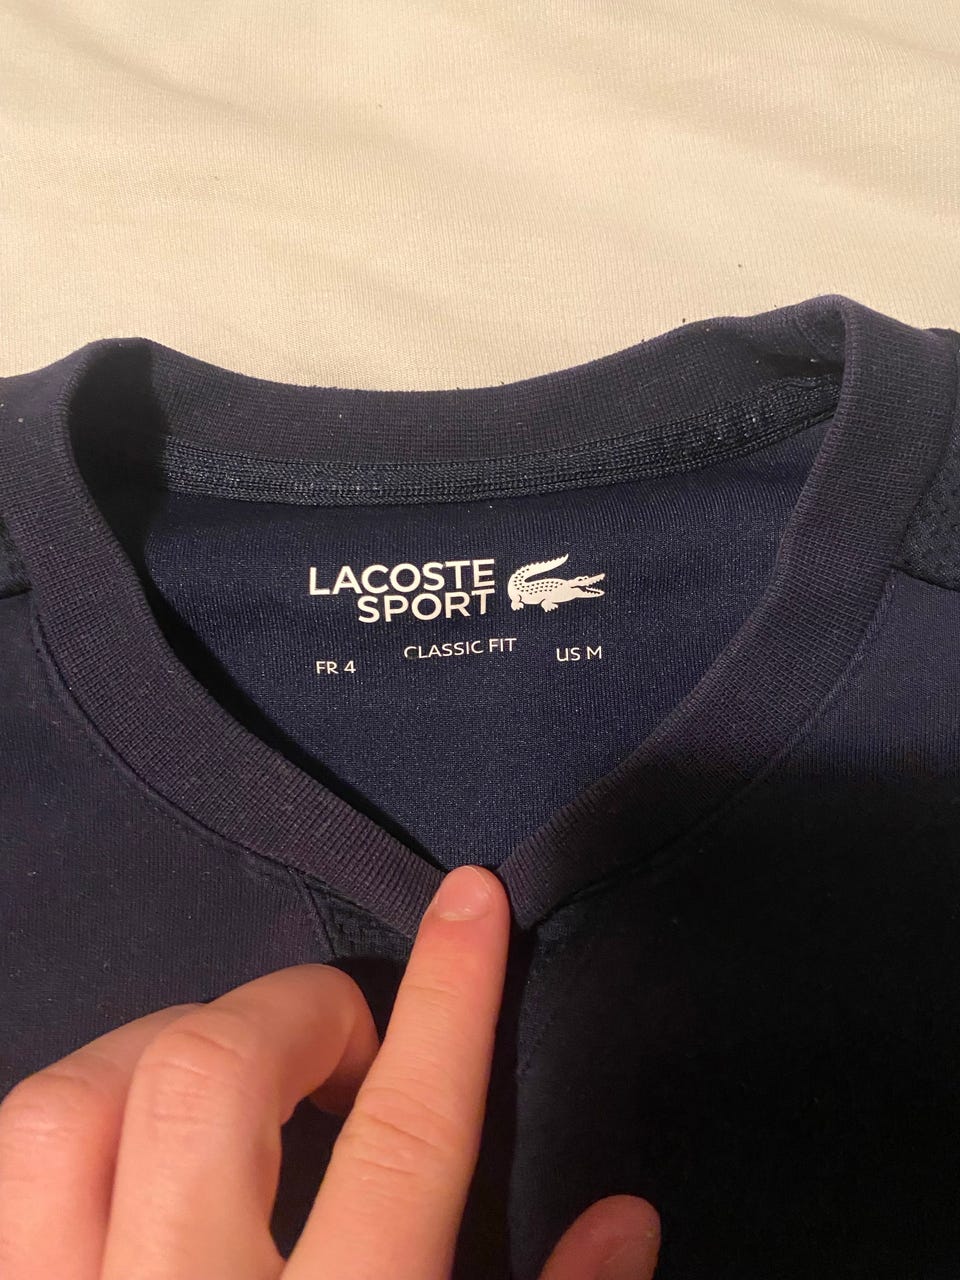 LACOSTE
SPORT
CLASSIC FIT
FR 4 US M